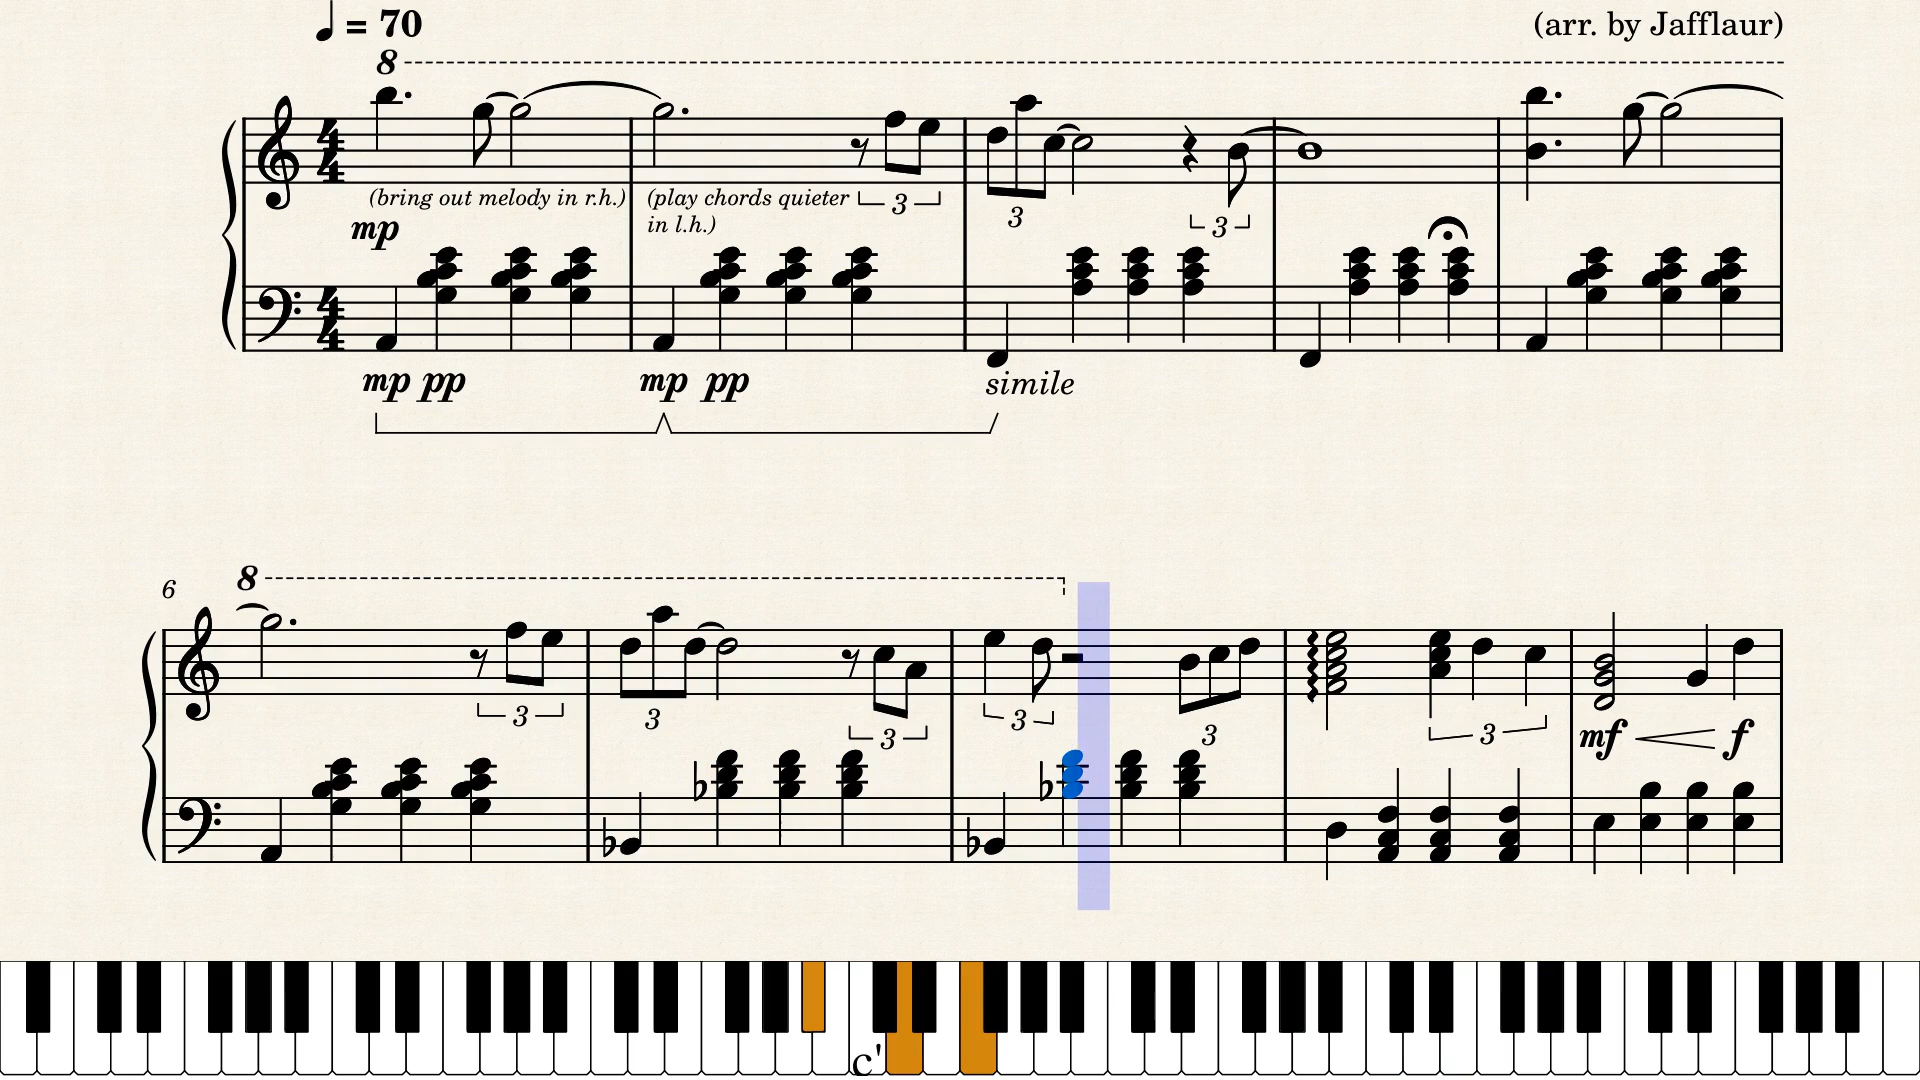 = 70
(arr. by Jafflaur)
8
(bring out melody in r.h.) (play chords quieter
in l.h.)
3
3
3
mp
mp pp mp pp simile
6
8
3
3
3
3
3
3
mf f
c'